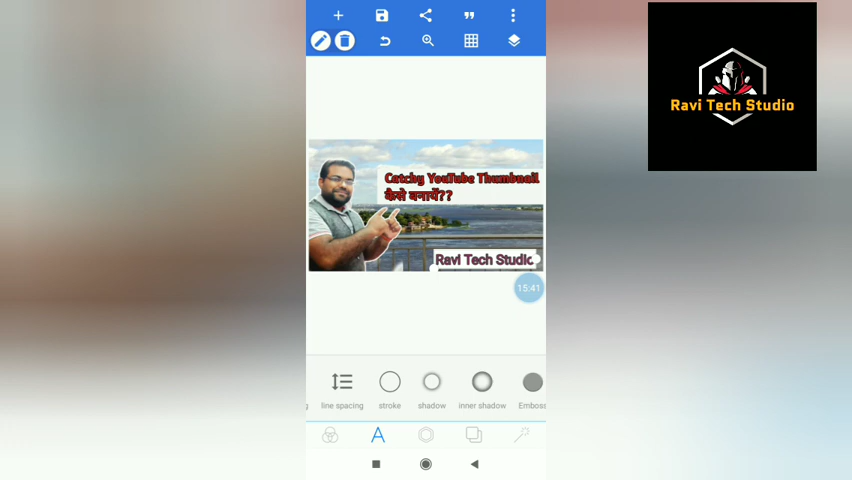 Ravi Tech Studio
Catchy YouTube Thumbnail
कैसे बनायें??
Ravi Tech Studio
15:41
line spacing
stroke
shadow
inner shadow
Emboss